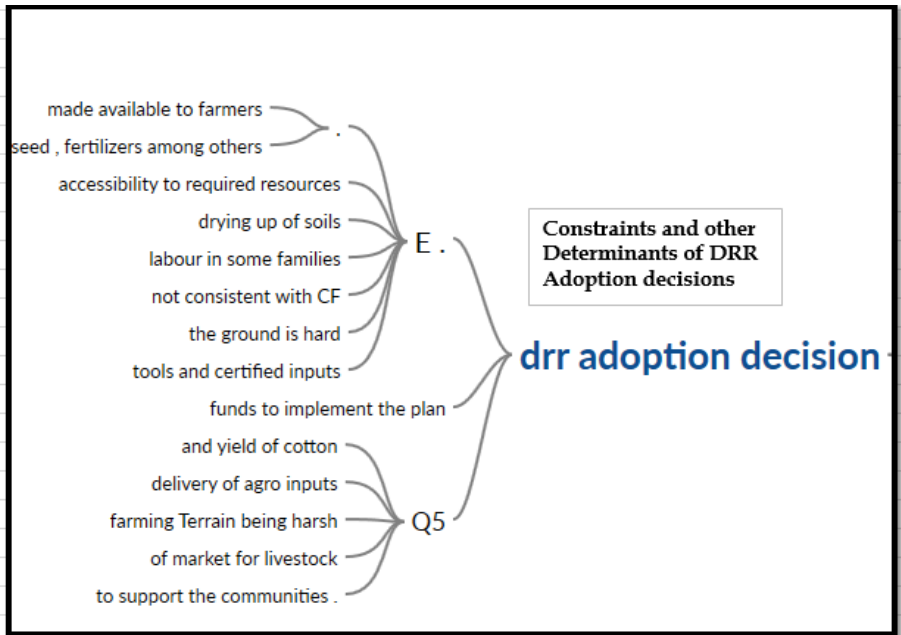 made available to farmers
.
seed , fertilizers among others
accessibility to required resources
drying up of soils
E .
labour in some families
not consistent with CF
the ground is hard
tools and certified inputs
Constraints and other
Determinants of DRR
Adoption decisions
drr adoption decision
funds to implement the plan
and yield of cotton
delivery of agro inputs
farming Terrain being harsh
Q5
of market for livestock
to support the communities .